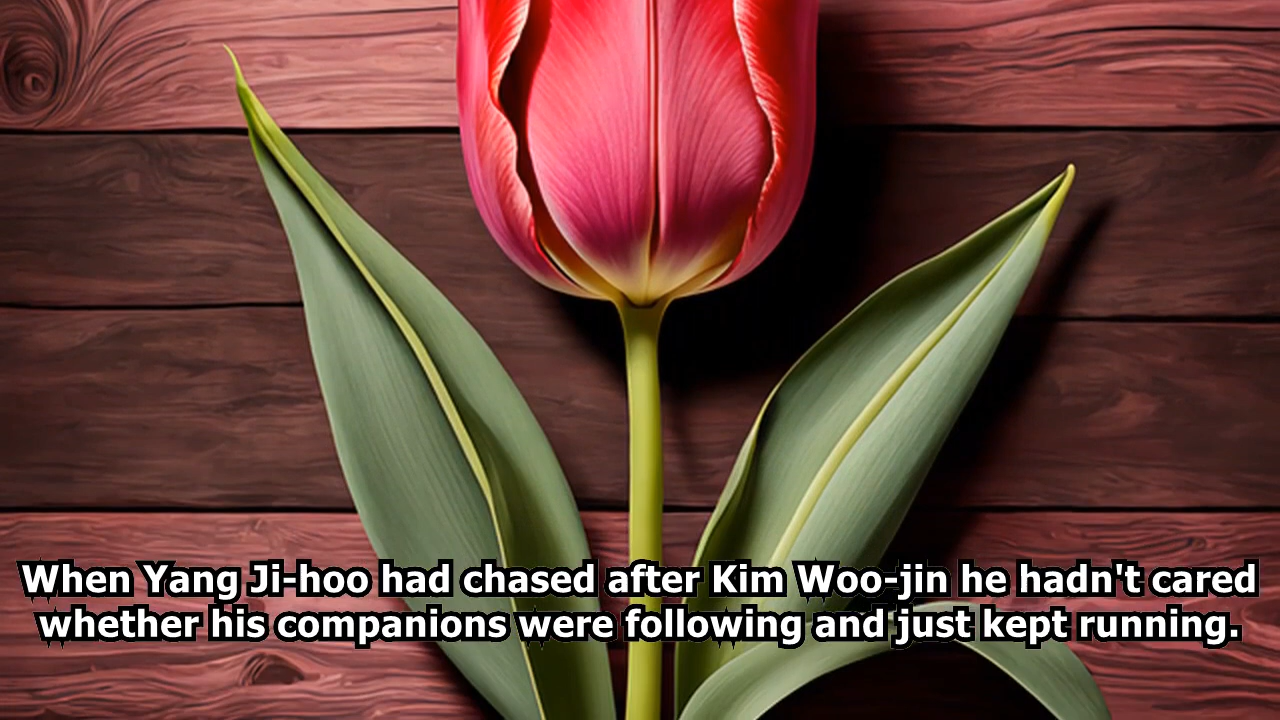 When Yang Ji-hoo had chased after Kim Woo-jin he hadn't cared
whether his companions were following and just kept running.